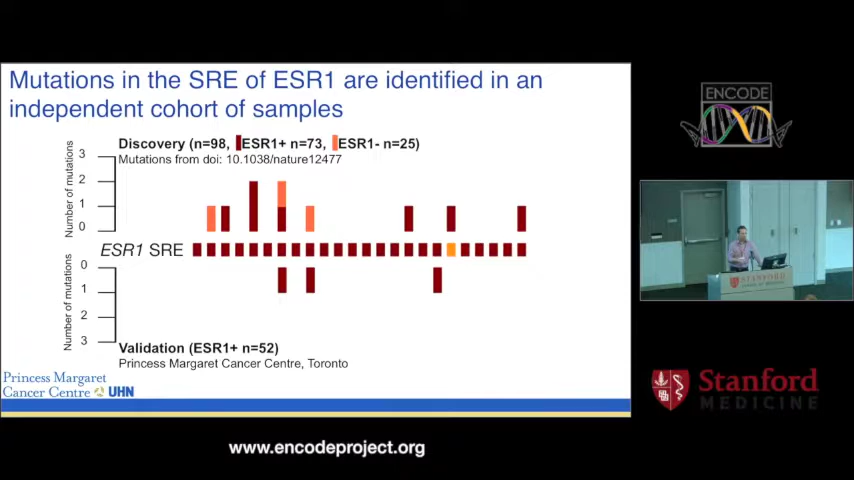 Mutations in the SRE of ESR1 are identified in an
independent cohort of samples
Discovery (n=98, ESR1+ n=73, ESR1- n=25)
Mutations from doi: 10.1038/nature12477
Number of mutations
3
2
1
0
ESR1 SRE
Number of mutations
0
1
2
3
Validation (ESR1+ n=52)
Princess Margaret Cancer Centre, Toronto
Princess Margaret
Cancer Centre UHN
ENCODE
STANFORD
Stanford
MEDICINE
www.encodeproject.org